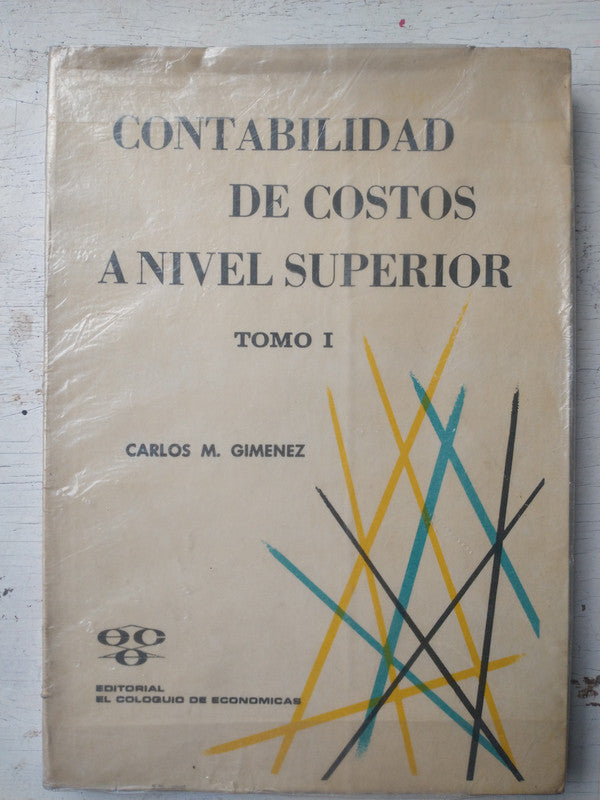 CONTABILIDAD
DE COSTOS
A NIVEL SUPERIOR
TOMO I
CARLOS M. GIMENEZ
EDITORIAL
EL COLOQUIO DE ECONOMICAS